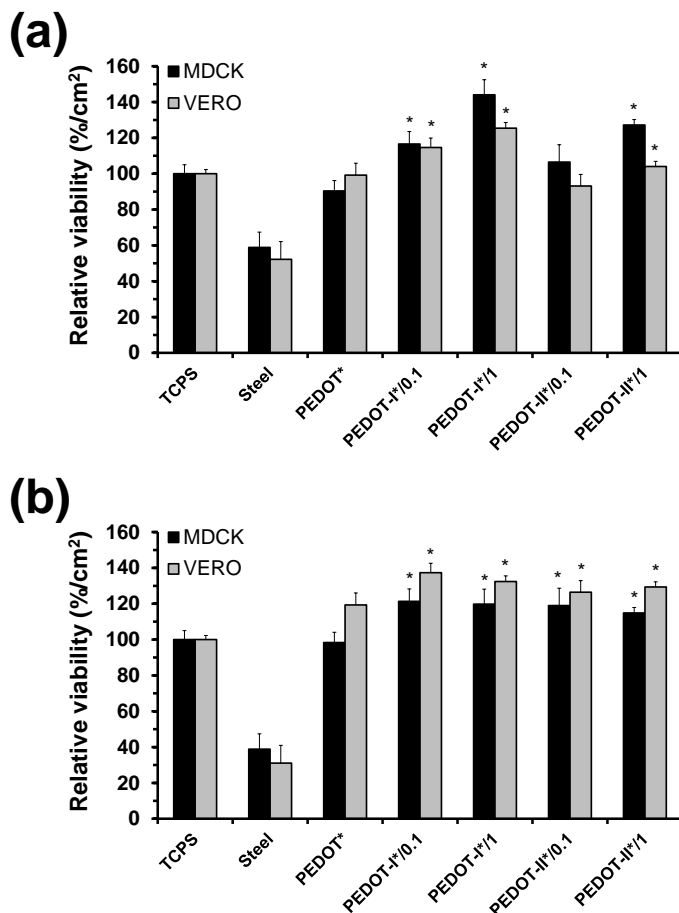 (a)
160
140
120
100
80
60
40
20
0
Relative viability (%/cm²)
MDCK
VERO
* * * * * *
TCPS
Steel
PEDOT*
PEDOT-I*/0.1
PEDOT-I*/1
PEDOT-II*/0.1
PEDOT-II*/1
(b)
160
140
120
100
80
60
40
20
0
Relative viability (%/cm²)
MDCK
VERO
* * * * * * * *
TCPS
Steel
PEDOT*
PEDOT-I*/0.1
PEDOT-I*/1
PEDOT-II*/0.1
PEDOT-II*/1